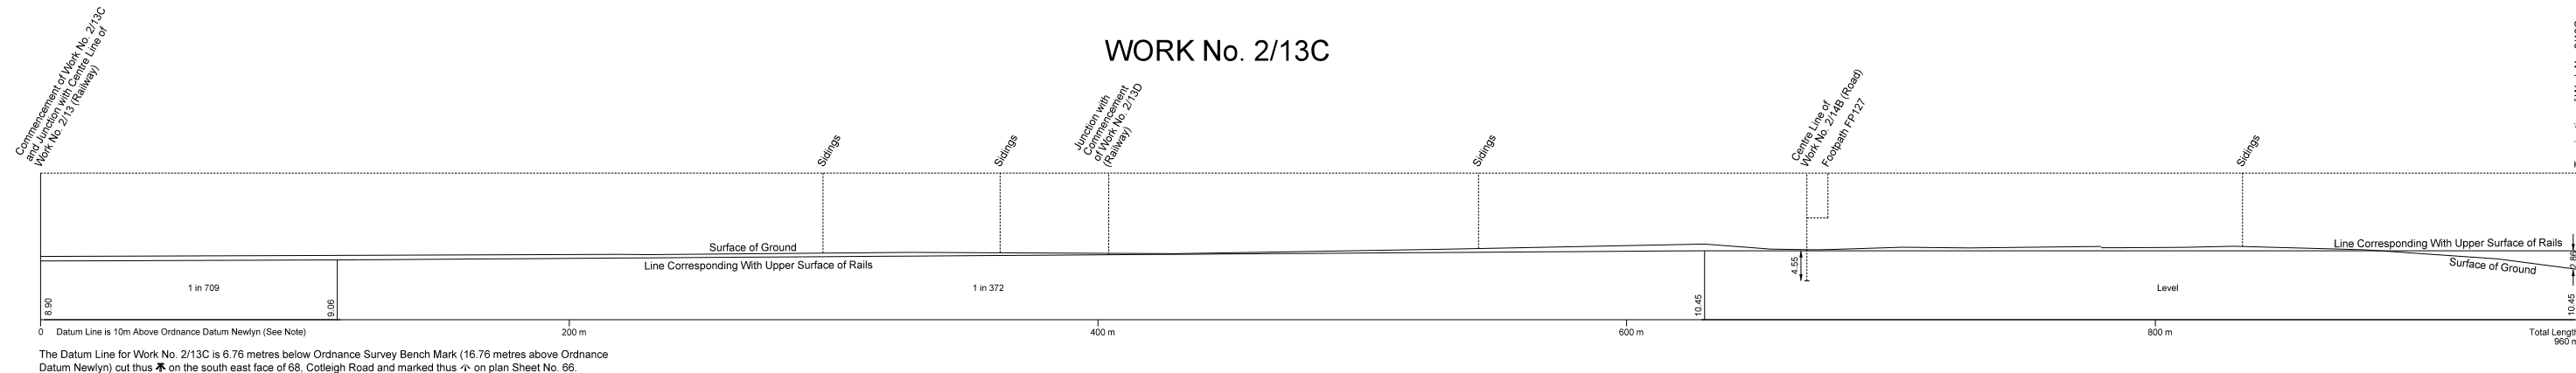 WORK No. 2/13C
Commencement of Work No. 2/13C
and Junction with Centre Line of
Work No. 2/13 (Railway)
Sidings
Sidings
Junction with
Commencement
of Work No. 2/13D
(Railway)
Sidings
Centre Line of
Work No. 2/14B (Road)
Footpath FP127
Sidings
Surface of Ground
Line Corresponding With Upper Surface of Rails
Line Corresponding With Upper Surface of Rails
Surface of Ground
4.55
2.86
1 in 709
1 in 372
Level
8.90
9.06
10.45
10.45
0
Datum Line is 10m Above Ordnance Datum Newlyn (See Note)
200 m
400 m
600 m
800 m
Total Length
960 m
The Datum Line for Work No. 2/13C is 6.76 metres below Ordnance Survey Bench Mark (16.76 metres above Ordnance
Datum Newlyn) cut thus on the south east face of 68, Cotleigh Road and marked thus on plan Sheet No. 66.